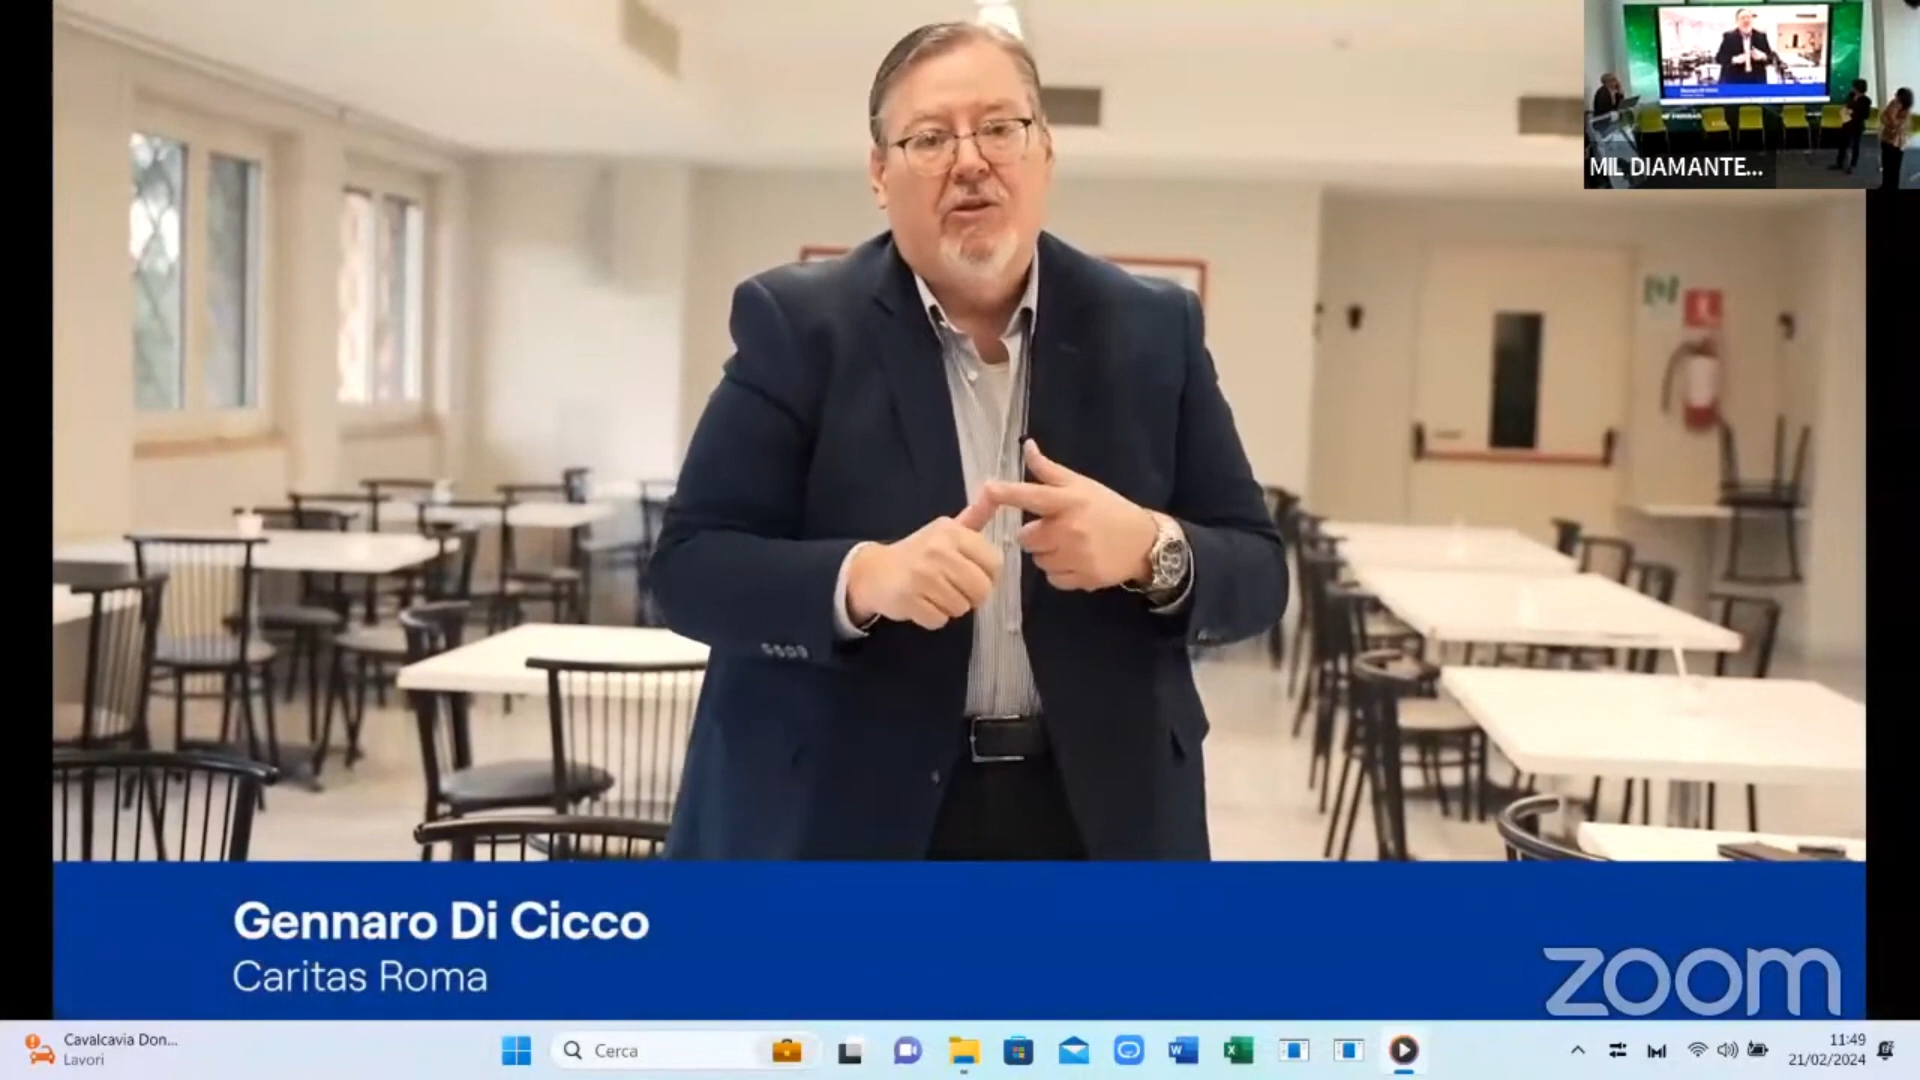 MIL DIAMANTE...
Gennaro Di Cicco
Caritas Roma
zoom
Cavalcavia Don...
Lavori
Cerca
11:49
21/02/2024